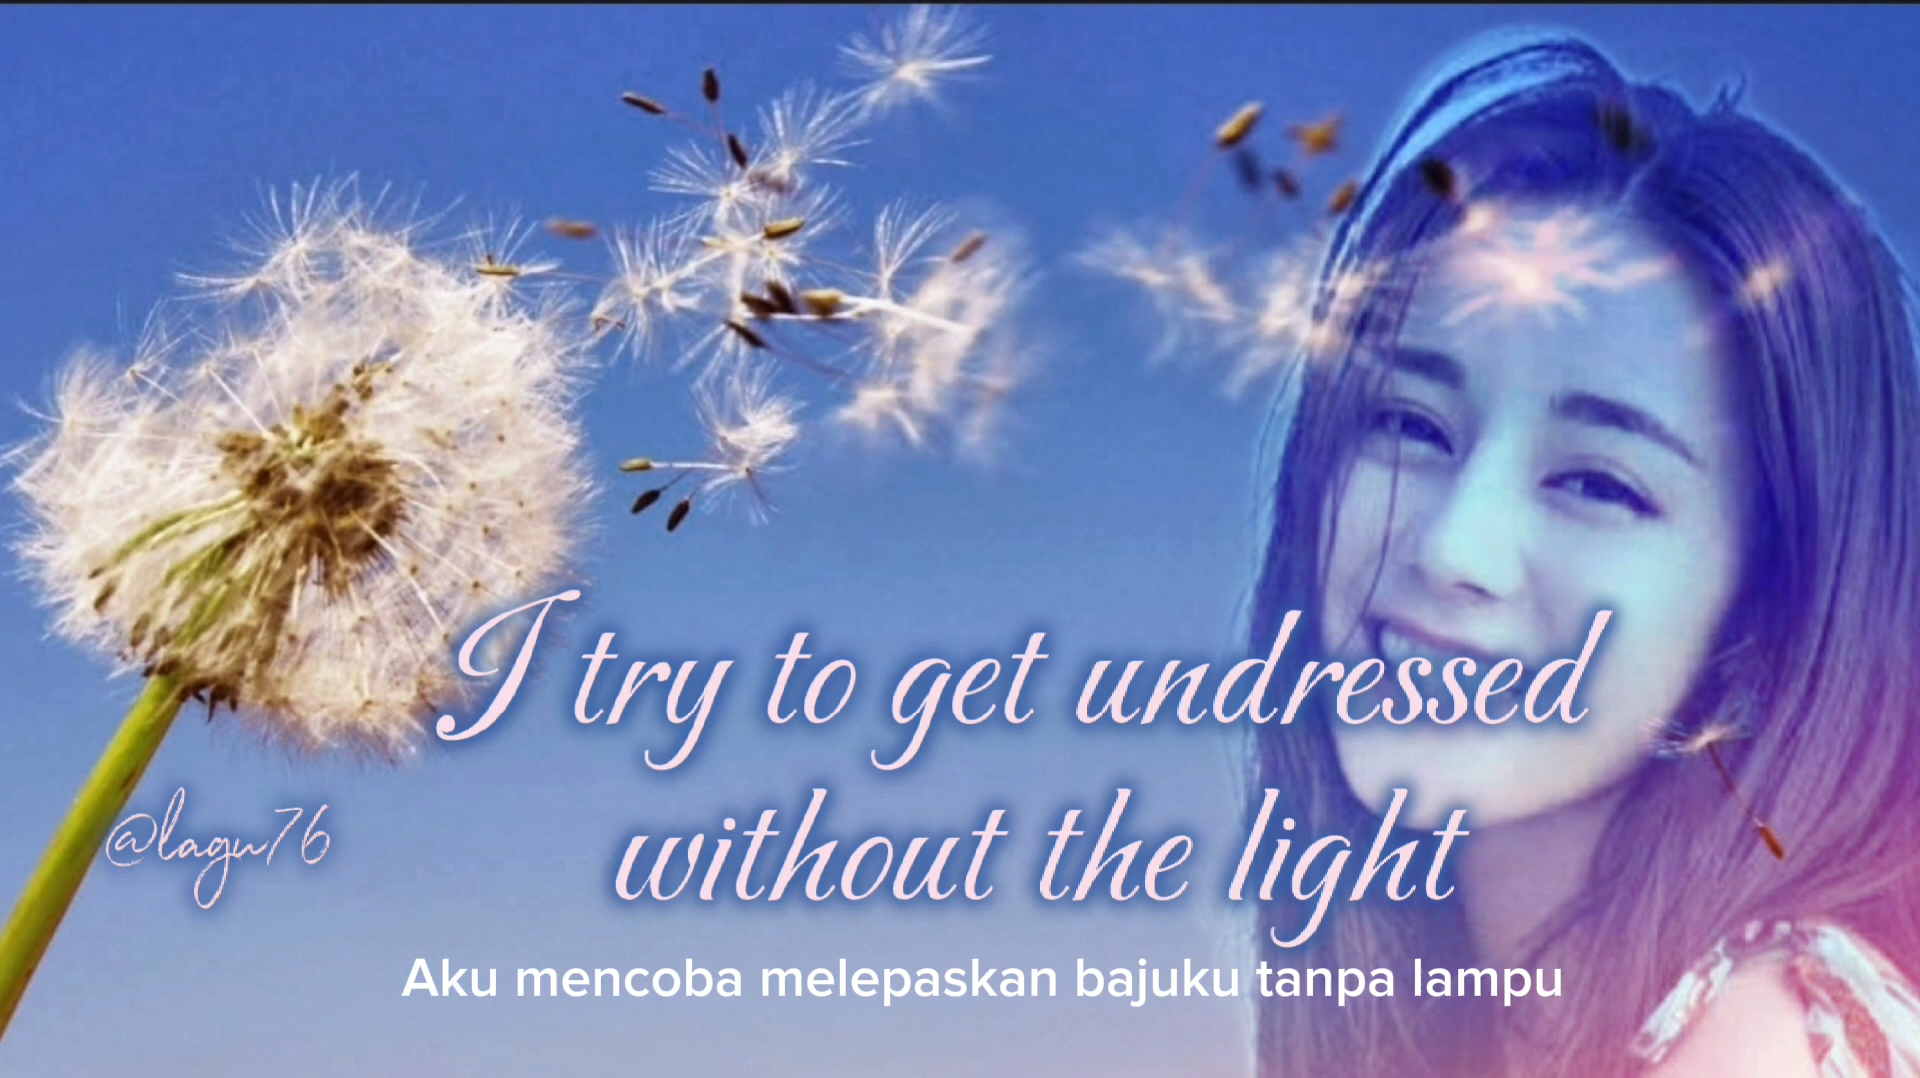 I try to get undressed
without the light
@lagu76
Aku mencoba melepaskan bajuku tanpa lampu